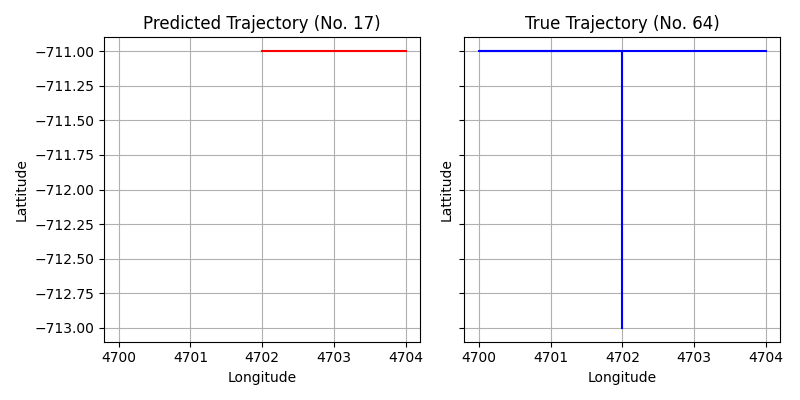 Predicted Trajectory (No. 17)
True Trajectory (No. 64)
Lattitude
−711.00
−711.25
−711.50
−711.75
−712.00
−712.25
−712.50
−712.75
−713.00
4700 4701 4702 4703 4704
Longitude
Lattitude
4700 4701 4702 4703 4704
Longitude